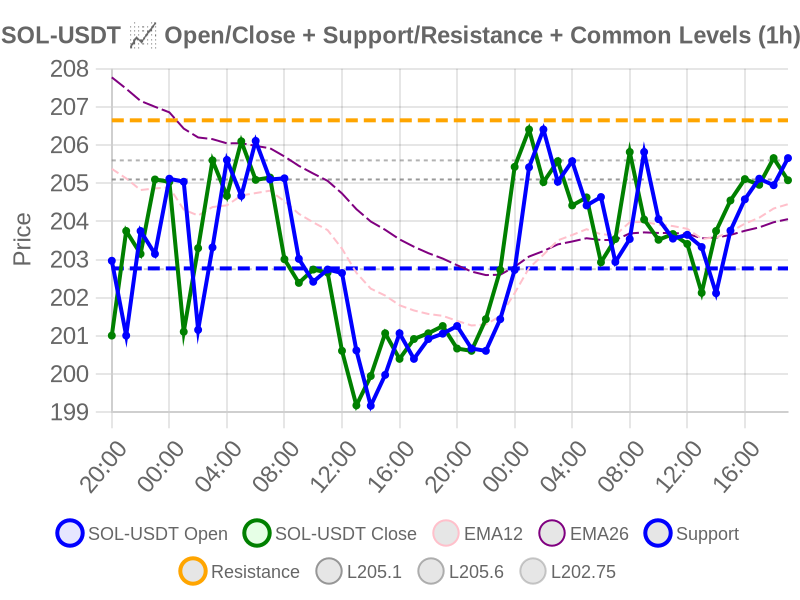 SOL-USDT 📈 Open/Close + Support/Resistance + Common Levels (1h)
208
207
206
205
204
203
202
201
200
199
Price
20:00 00:00 04:00 08:00 12:00 16:00 20:00 00:00 04:00 08:00 12:00 16:00
SOL-USDT Open SOL-USDT Close EMA12 EMA26 Support
Resistance L205.1 L205.6 L202.75